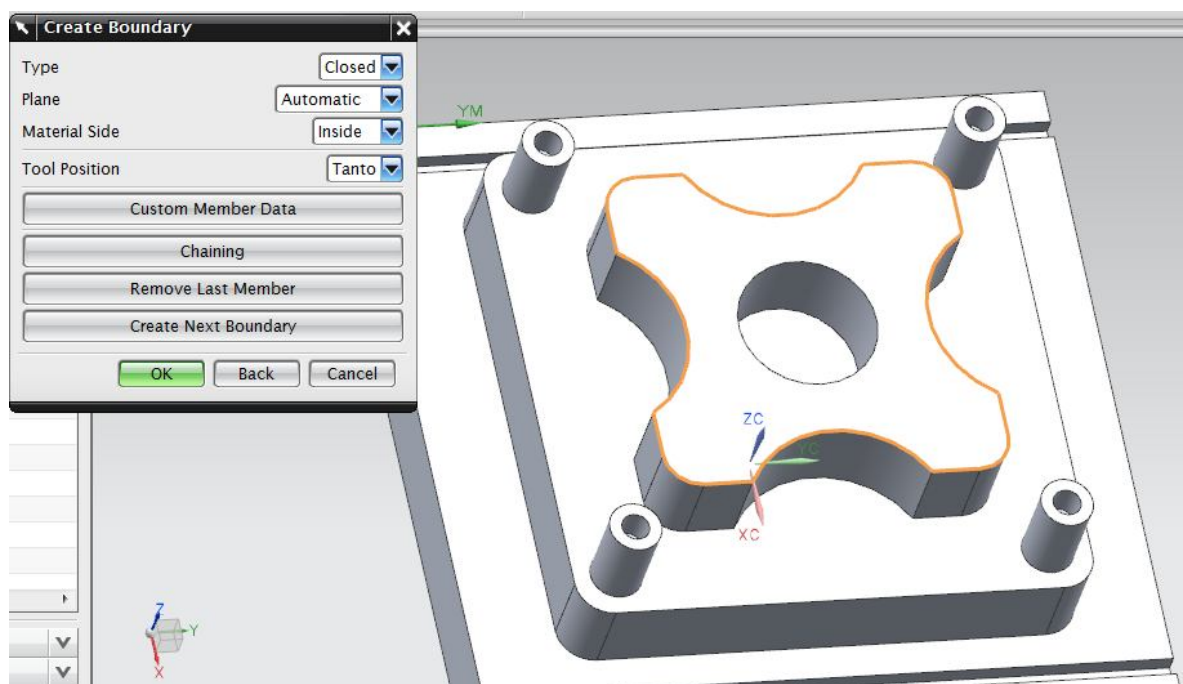 Create Boundary
Type Closed
Plane Automatic
Material Side Inside
Tool Position Tanto
Custom Member Data
Chaining
Remove Last Member
Create Next Boundary
OK Back Cancel
YM
ZC
YC
XC
Z
Y
X